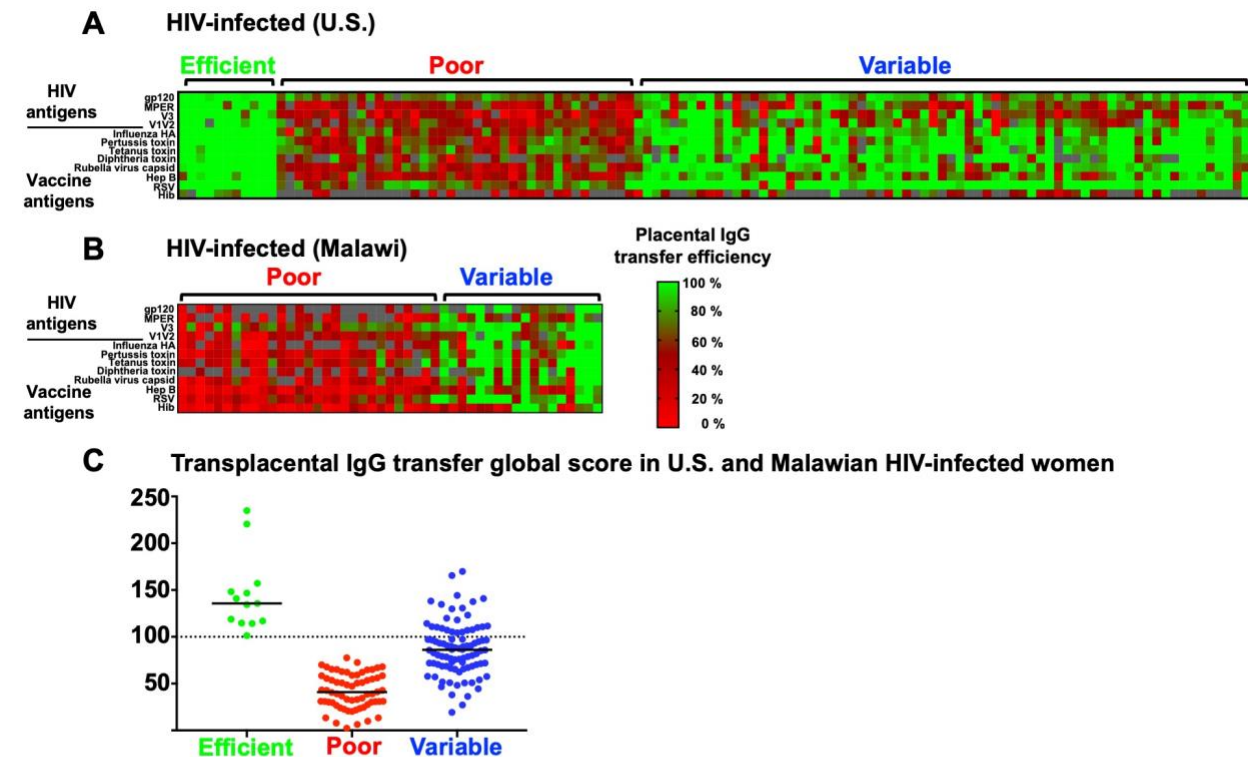 A HIV-infected (U.S.)
Efficient Poor Variable
HIV
antigens
gp120
MPER
V3
V1V2
Influenza HA
Pertussis toxin
Tetanus toxin
Diphtheria toxin
Rubella virus capsid
Hep B
RSV
Hib
Vaccine
antigens
B HIV-infected (Malawi)
Poor Variable
HIV
antigens
gp120
MPER
V3
V1V2
Influenza HA
Pertussis toxin
Tetanus toxin
Diphtheria toxin
Rubella virus capsid
Hep B
RSV
Hib
Vaccine
antigens
Placental IgG
transfer efficiency
100 %
80 %
60 %
40 %
20 %
0 %
C Transplacental IgG transfer global score in U.S. and Malawian HIV-infected women
250
200
150
100
50
Efficient Poor Variable